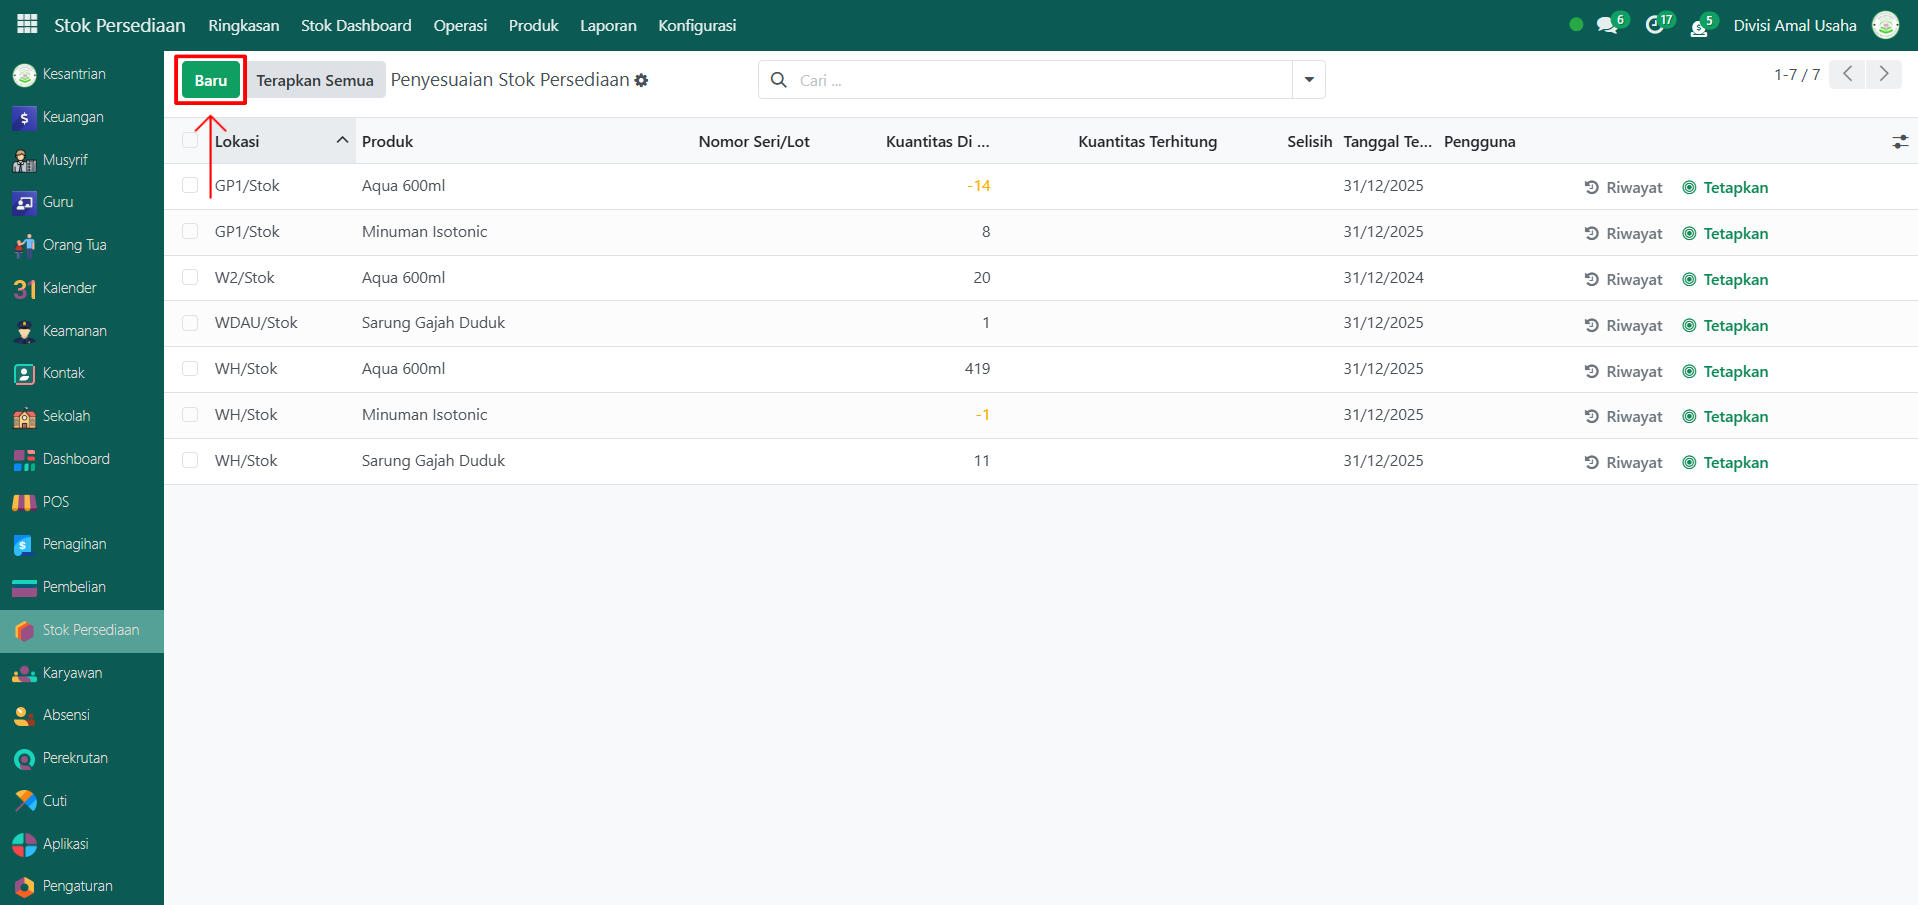 Stok Persediaan Ringkasan Stok Dashboard Operasi Produk Laporan Konfigurasi 6 17 5 Divisi Amal Usaha
Kesantrian
Keuangan
Musyrif
Guru
Orang Tua
31 Kalender
Keamanan
Kontak
Sekolah
Dashboard
POS
Penagihan
Pembelian
Stok Persediaan
Karyawan
Absensi
Perekrutan
Cuti
Aplikasi
Pengaturan
Baru Terapkan Semua Penyesuaian Stok Persediaan Cari ... 1-7 / 7
Lokasi Produk Nomor Seri/Lot Kuantitas Di ... Kuantitas Terhitung Selisih Tanggal Te... Pengguna
GP1/Stok Aqua 600ml -14 31/12/2025 Riwayat Tetapkan
GP1/Stok Minuman Isotonic 8 31/12/2025 Riwayat Tetapkan
W2/Stok Aqua 600ml 20 31/12/2024 Riwayat Tetapkan
WDAU/Stok Sarung Gajah Duduk 1 31/12/2025 Riwayat Tetapkan
WH/Stok Aqua 600ml 419 31/12/2025 Riwayat Tetapkan
WH/Stok Minuman Isotonic -1 31/12/2025 Riwayat Tetapkan
WH/Stok Sarung Gajah Duduk 11 31/12/2025 Riwayat Tetapkan